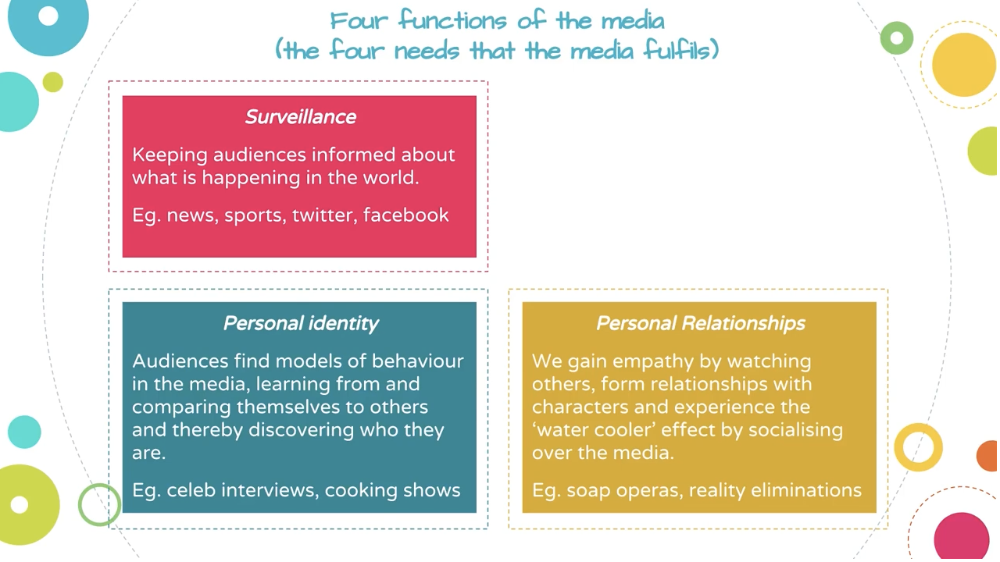 Four functions of the media
(the four needs that the media fulfils)
Surveillance
Keeping audiences informed about
what is happening in the world.
Eg. news, sports, twitter, facebook
Personal identity
Audiences find models of behaviour
in the media, learning from and
comparing themselves to others
and thereby discovering who they
are.
Eg. celeb interviews, cooking shows
Personal Relationships
We gain empathy by watching
others, form relationships with
characters and experience the
‘water cooler’ effect by socialising
over the media.
Eg. soap operas, reality eliminations